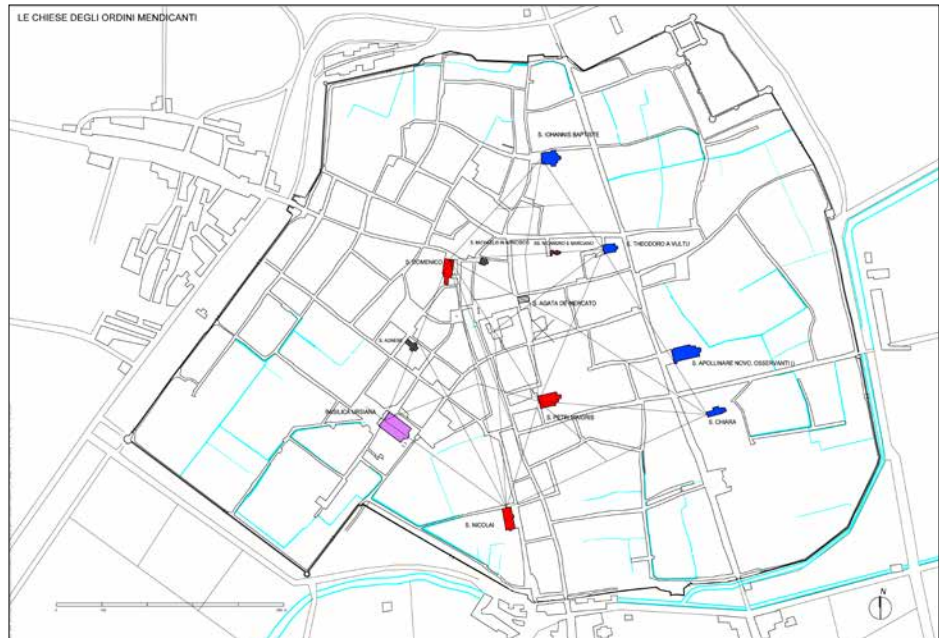 LE CHIESE DEGLI ORDINI MENDICANTI
S. IOHANNIS BAPTISTE
S. THEODORO A VULTU
S. DOMENICO
S. AGATA DE MERCATO
S. AGNESE
S. APOLLINARE NOVO, OSSERVANTI
BASILICA URSIANA
S. PETRI MAIORIS
S. CHIARA
S. NICOLAI
N